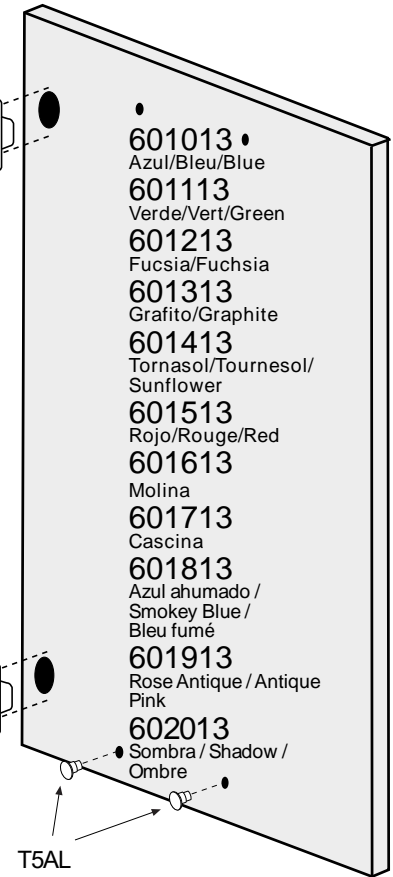 601013
Azul/Bleu/Blue
601113
Verde/Vert/Green
601213
Fucsia/Fuchsia
601313
Grafito/Graphite
601413
Tornasol/Tournesol/
Sunflower
601513
Rojo/Rouge/Red
601613
Molina
601713
Cascina
601813
Azul ahumado /
Smokey Blue /
Bleu fumé
601913
Rose Antique / Antique
Pink
602013
Sombra / Shadow /
Ombre
T5AL